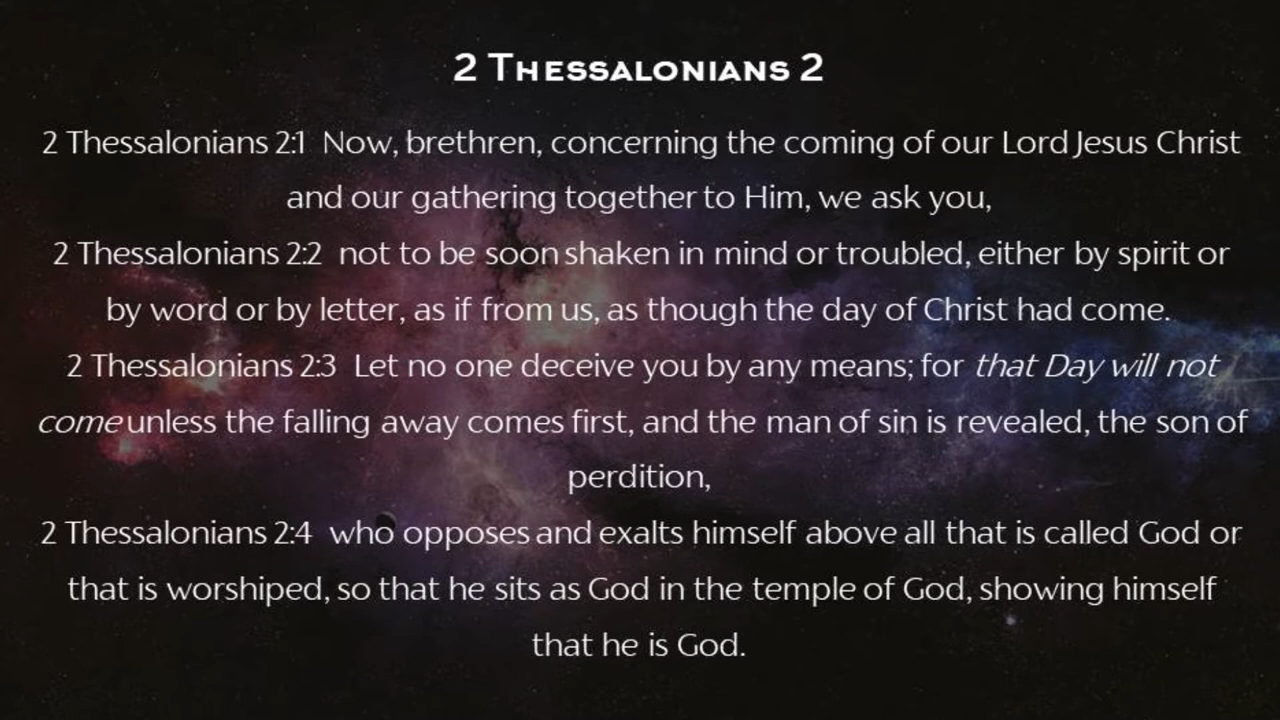 2 Thessalonians 2
2 Thessalonians 2:1 Now, brethren, concerning the coming of our Lord Jesus Christ
and our gathering together to Him, we ask you,
2 Thessalonians 2:2 not to be soon shaken in mind or troubled, either by spirit or
by word or by letter, as if from us, as though the day of Christ had come.
2 Thessalonians 2:3 Let no one deceive you by any means; for that Day will not
come unless the falling away comes first, and the man of sin is revealed, the son of
perdition,
2 Thessalonians 2:4 who opposes and exalts himself above all that is called God or
that is worshiped, so that he sits as God in the temple of God, showing himself
that he is God.